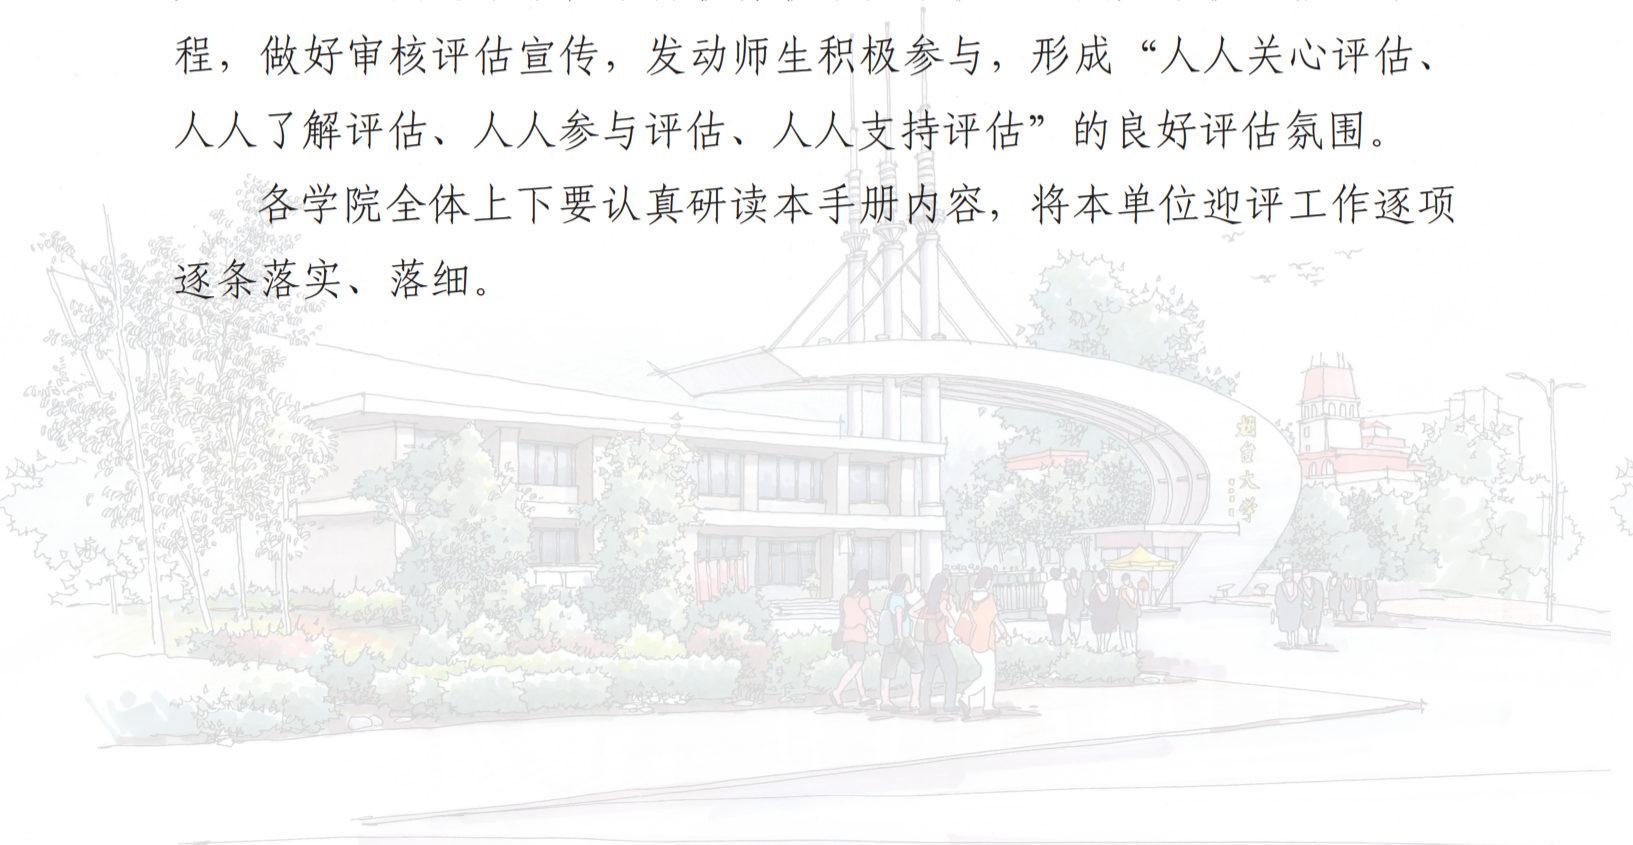 程，做好审核评估宣传，发动师生积极参与，形成“人人关心评估、
人人了解评估、人人参与评估、人人支持评估”的良好评估氛围。
各学院全体上下要认真研读本手册内容，将本单位迎评工作逐项
逐条落实、落细。
烟台大学